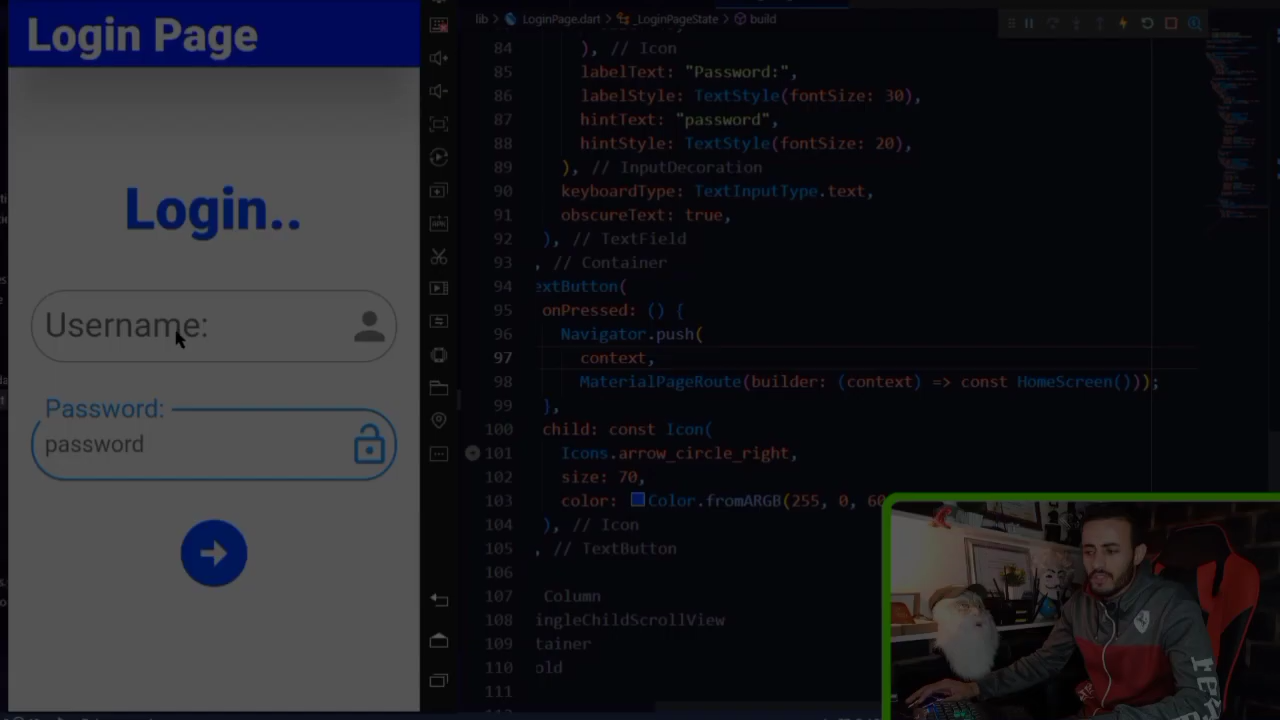 Login Page
Login..
Username:
Password:
password
lib > LoginPage.dart > _LoginPageState > build
84 ), // Icon
85 labelText: "Password:",
86 labelStyle: TextStyle(fontSize: 30),
87 hintText: "password",
88 hintStyle: TextStyle(fontSize: 20),
89 ), // InputDecoration
90 keyboardType: TextInputType.text,
91 obscureText: true,
92 ), // TextField
93 , // Container
94 extButton(
95 onPressed: () {
96 Navigator.push(
97 context,
98 MaterialPageRoute(builder: (context) => const HomeScreen()));
99 },
100 child: const Icon(
101 Icons.arrow_circle_right,
102 size: 70,
103 color: Color.fromARGB(255, 0, 60
104 ), // Icon
105 , // TextButton
106
107 Column
108 ingleChildScrollView
109 tainer
110 old
111